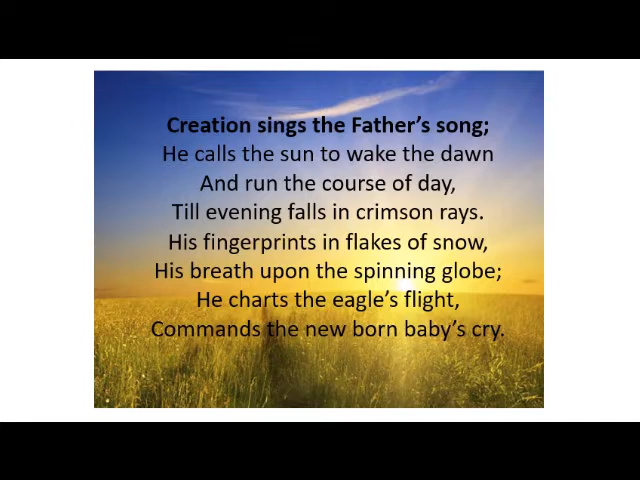 Creation sings the Father’s song;
He calls the sun to wake the dawn
And run the course of day,
Till evening falls in crimson rays.
His fingerprints in flakes of snow,
His breath upon the spinning globe;
He charts the eagle’s flight,
Commands the new born baby’s cry.